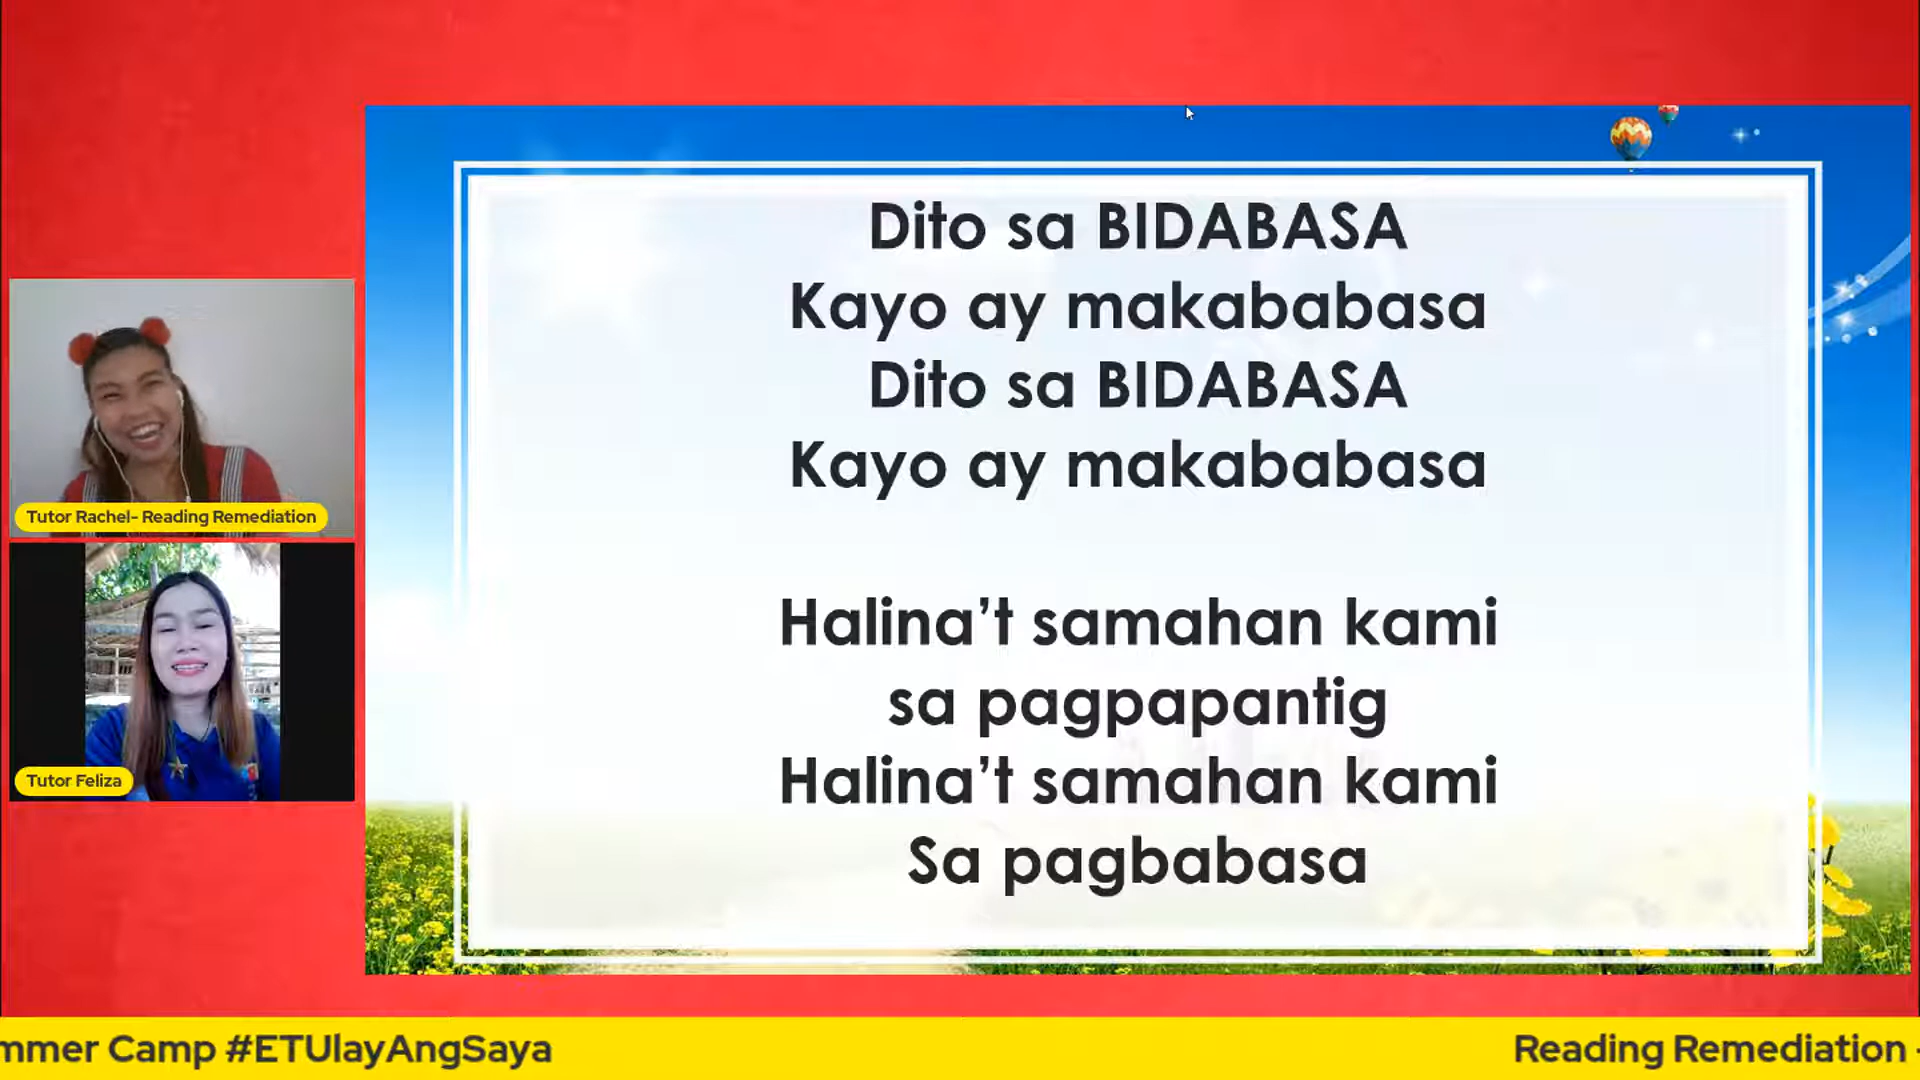 Dito sa BIDABASA
Kayo ay makababasa
Dito sa BIDABASA
Kayo ay makababasa
Halina't samahan kami
sa pagpapantig
Halina't samahan kami
Sa pagbabasa
Tutor Rachel- Reading Remediation
Tutor Feliza
Camp #ETUlayAngSaya
Reading Remediation